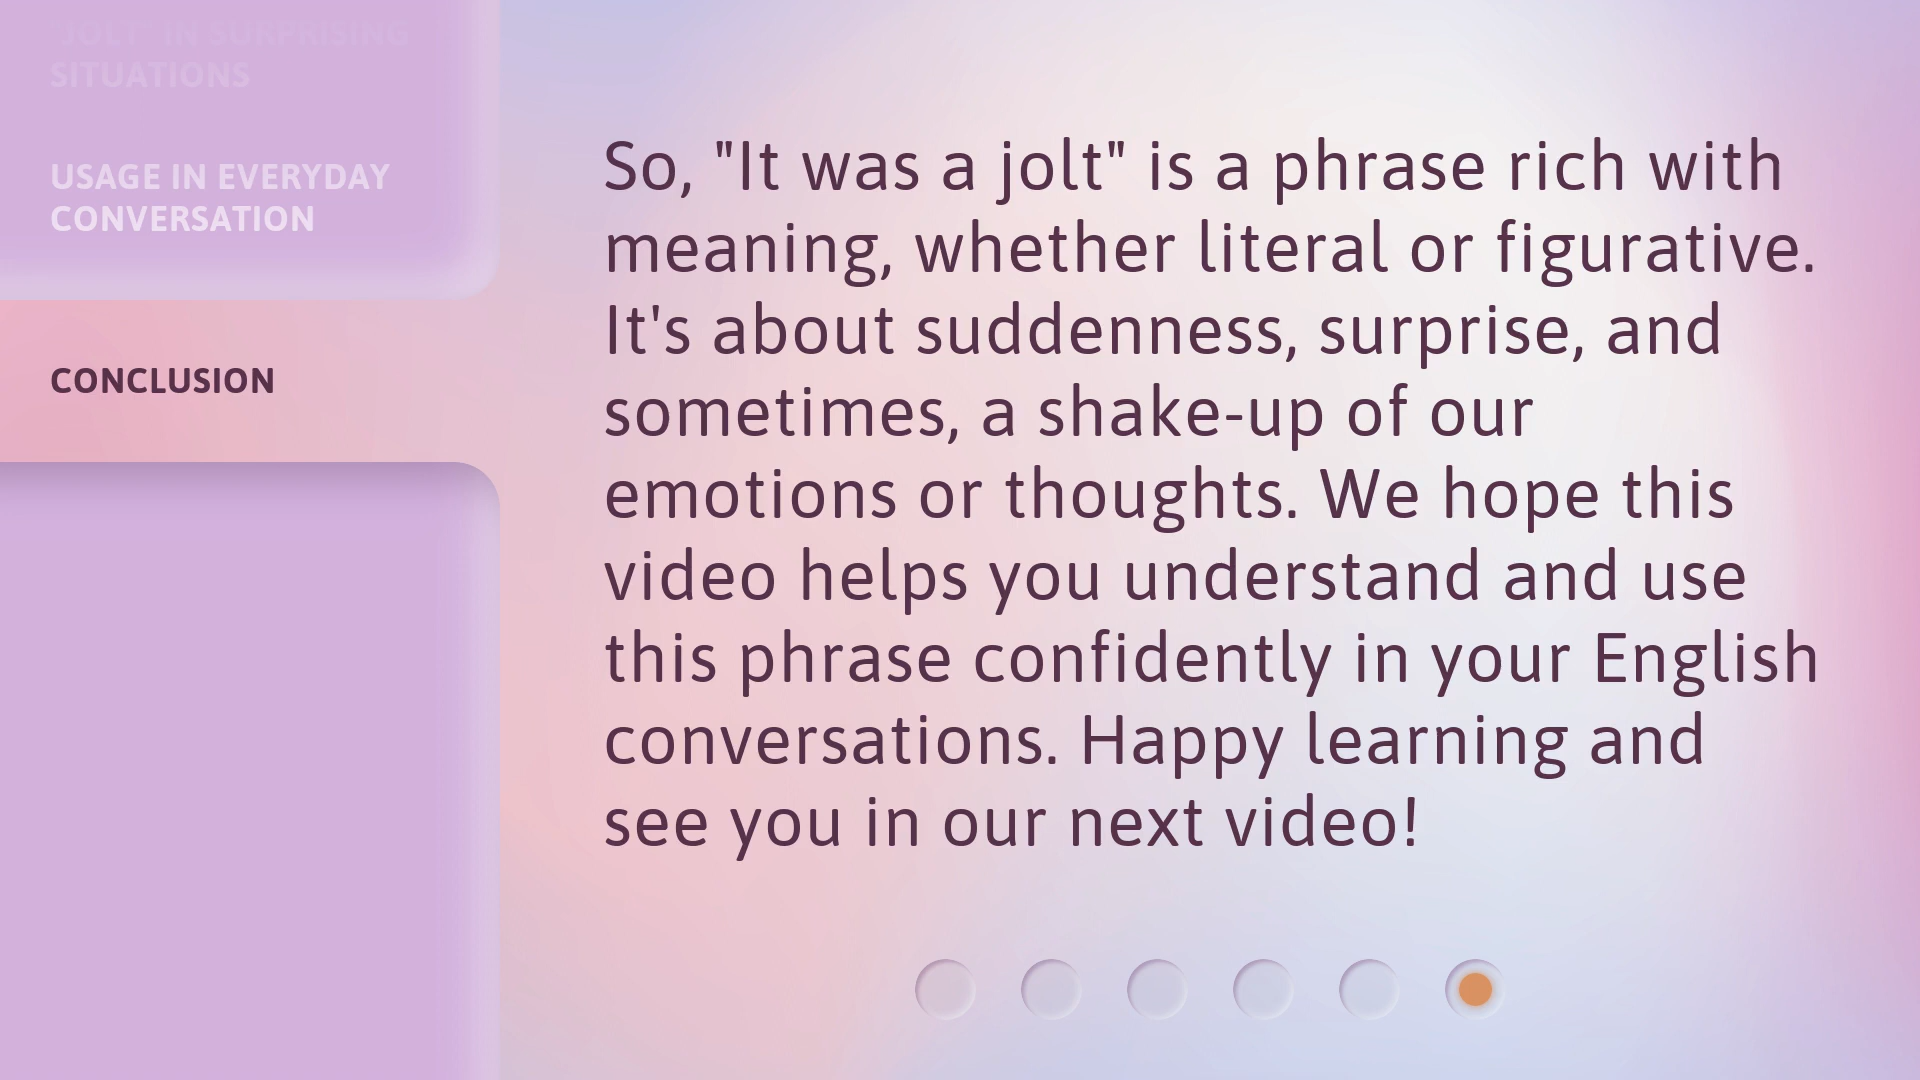 "JOLT" IN SURPRISING
SITUATIONS
USAGE IN EVERYDAY
CONVERSATION
CONCLUSION
So, "It was a jolt" is a phrase rich with
meaning, whether literal or figurative.
It's about suddenness, surprise, and
sometimes, a shake-up of our
emotions or thoughts. We hope this
video helps you understand and use
this phrase confidently in your English
conversations. Happy learning and
see you in our next video!